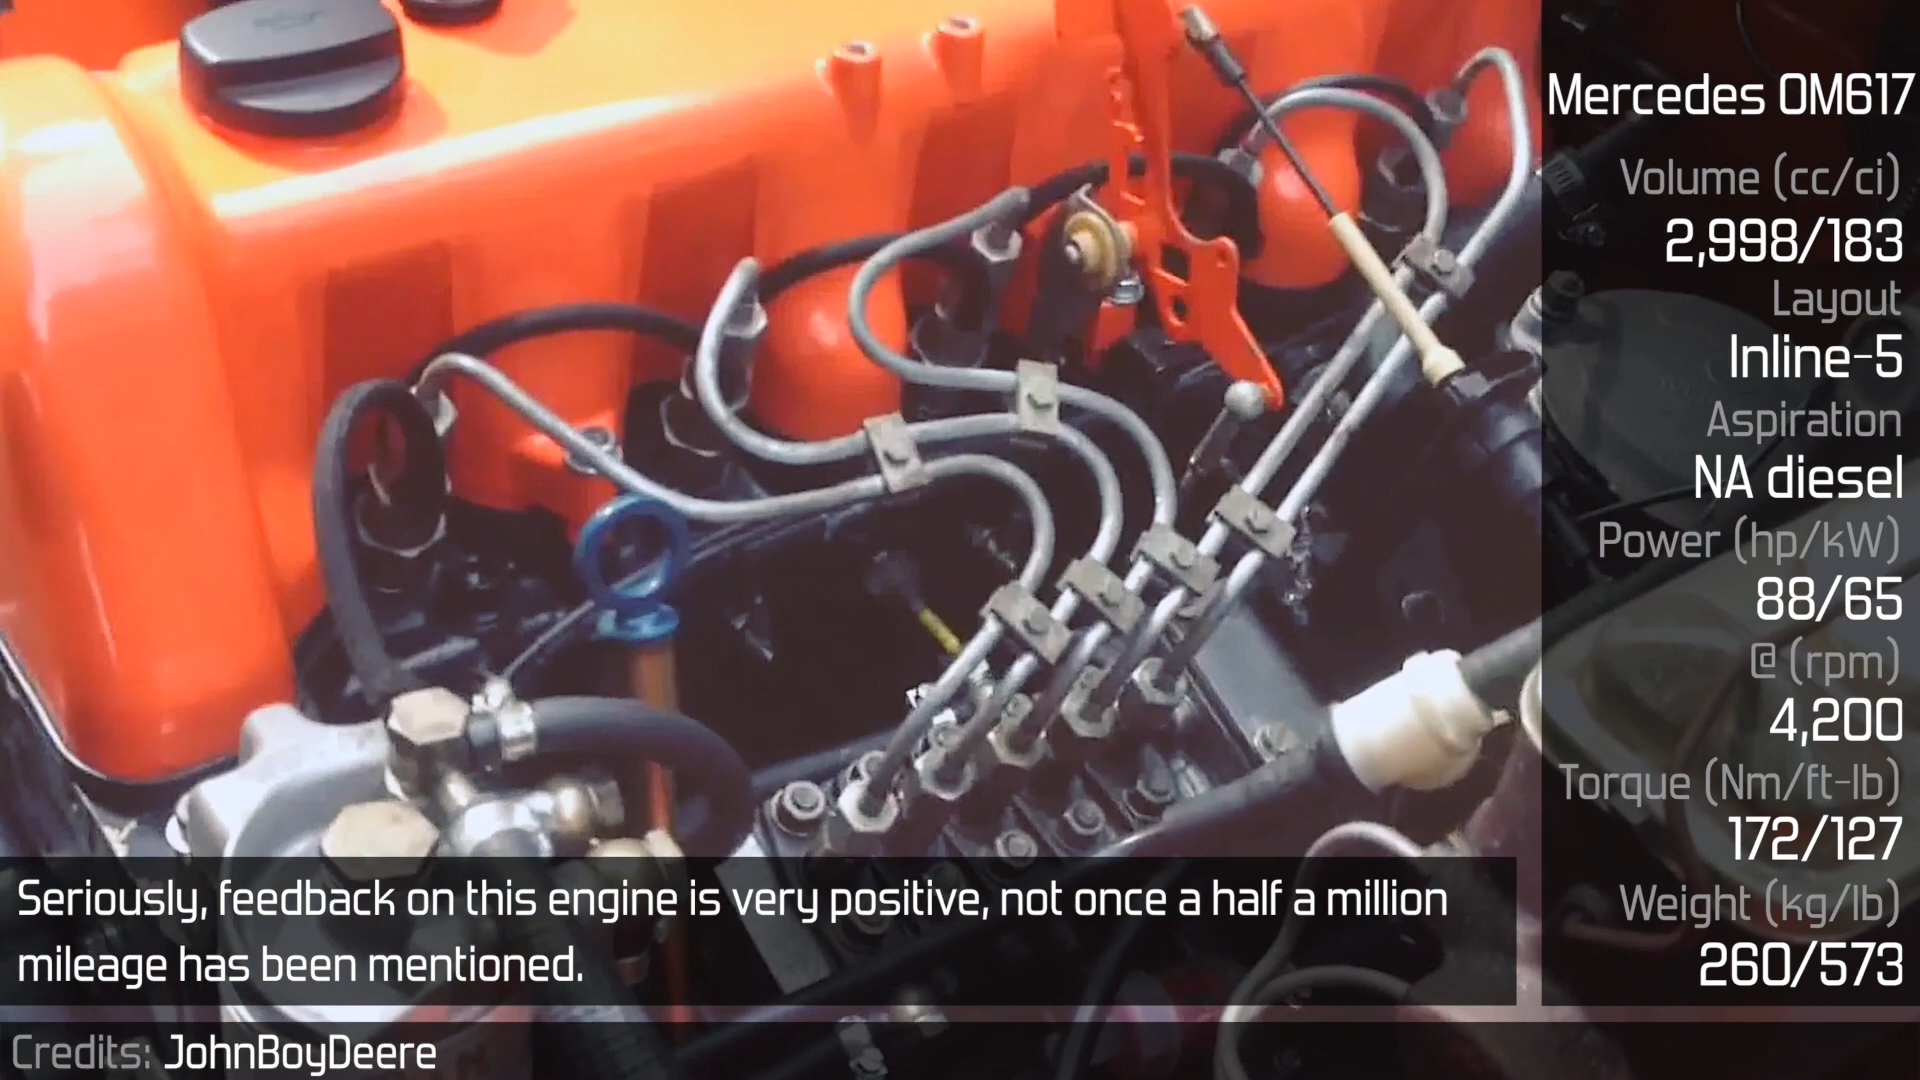 Mercedes OM617
Volume (cc/ci)
2,998/183
Layout
Inline-5
Aspiration
NA diesel
Power (hp/kW)
88/65
@ (rpm)
4,200
Torque (Nm/ft-lb)
172/127
Weight (kg/lb)
260/573
Seriously, feedback on this engine is very positive, not once a half a million
mileage has been mentioned.
Credits: JohnBoyDeere